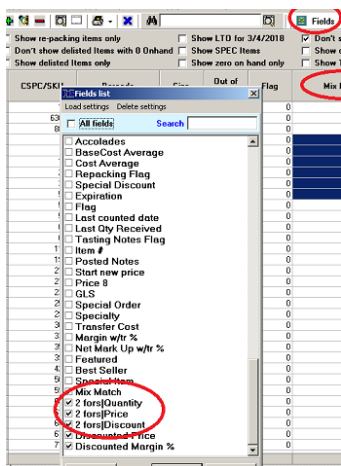 Fields
Show re-packing items only
Show LTO for 3/4/2018
Don't s
Don't show delisted Items with 0 Onhand
Show SPEC Items
Show delisted Items only
Show zero on hand only
CSPC/SKU
Out of
Flag
Mix
Fields list
Load settings Delete settings
All fields
Search
Accolades
BaseCost Average
Cost Average
Repacking Flag
Special Discount
Expiration
Flag
Last counted date
Last Qty Received
Tasting Notes Flag
Item #
Posted Notes
Start new price
Price 8
GLS
Special Order
Specialty
Transfer Cost
Margin w/tr %
Net Mark Up w/tr %
Featured
Best Seller
Special Item
Mix Match
2 fors|Quantity
2 fors|Price
2 fors|Discount
Discounted Price
Discounted Margin %